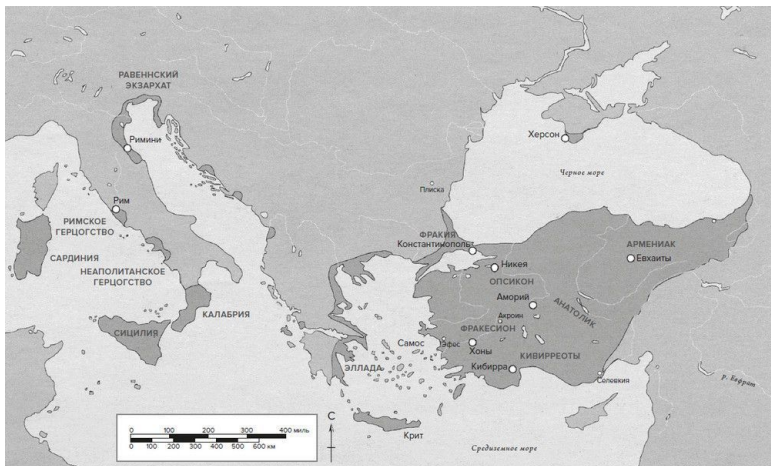 РАВЕННСКИЙ
ЭКЗАРХАТ
Римини
Рим
РИМСКОЕ
ГЕРЦОГСТВО
САРДИНИЯ
НЕАПОЛИТАНСКОЕ
ГЕРЦОГСТВО
КАЛАБРИЯ
СИЦИЛИЯ
Херсон
Черное море
Плиска
ФРАКИЯ
Константинополь
Никея
ОПСИКОН
АРМЕНИАК
Евхаиты
Аморий
АНАТОЛИК
Акроин
ФРАКЕСИОН
Самос
Эфес
Хоны
КИВИРРЕОТЫ
Кибирра
ЭЛЛАДА
Селевкия
р. Евфрат
Крит
Средиземное море
С
0 100 200 300 400 миль
0 100 200 300 400 500 600 км